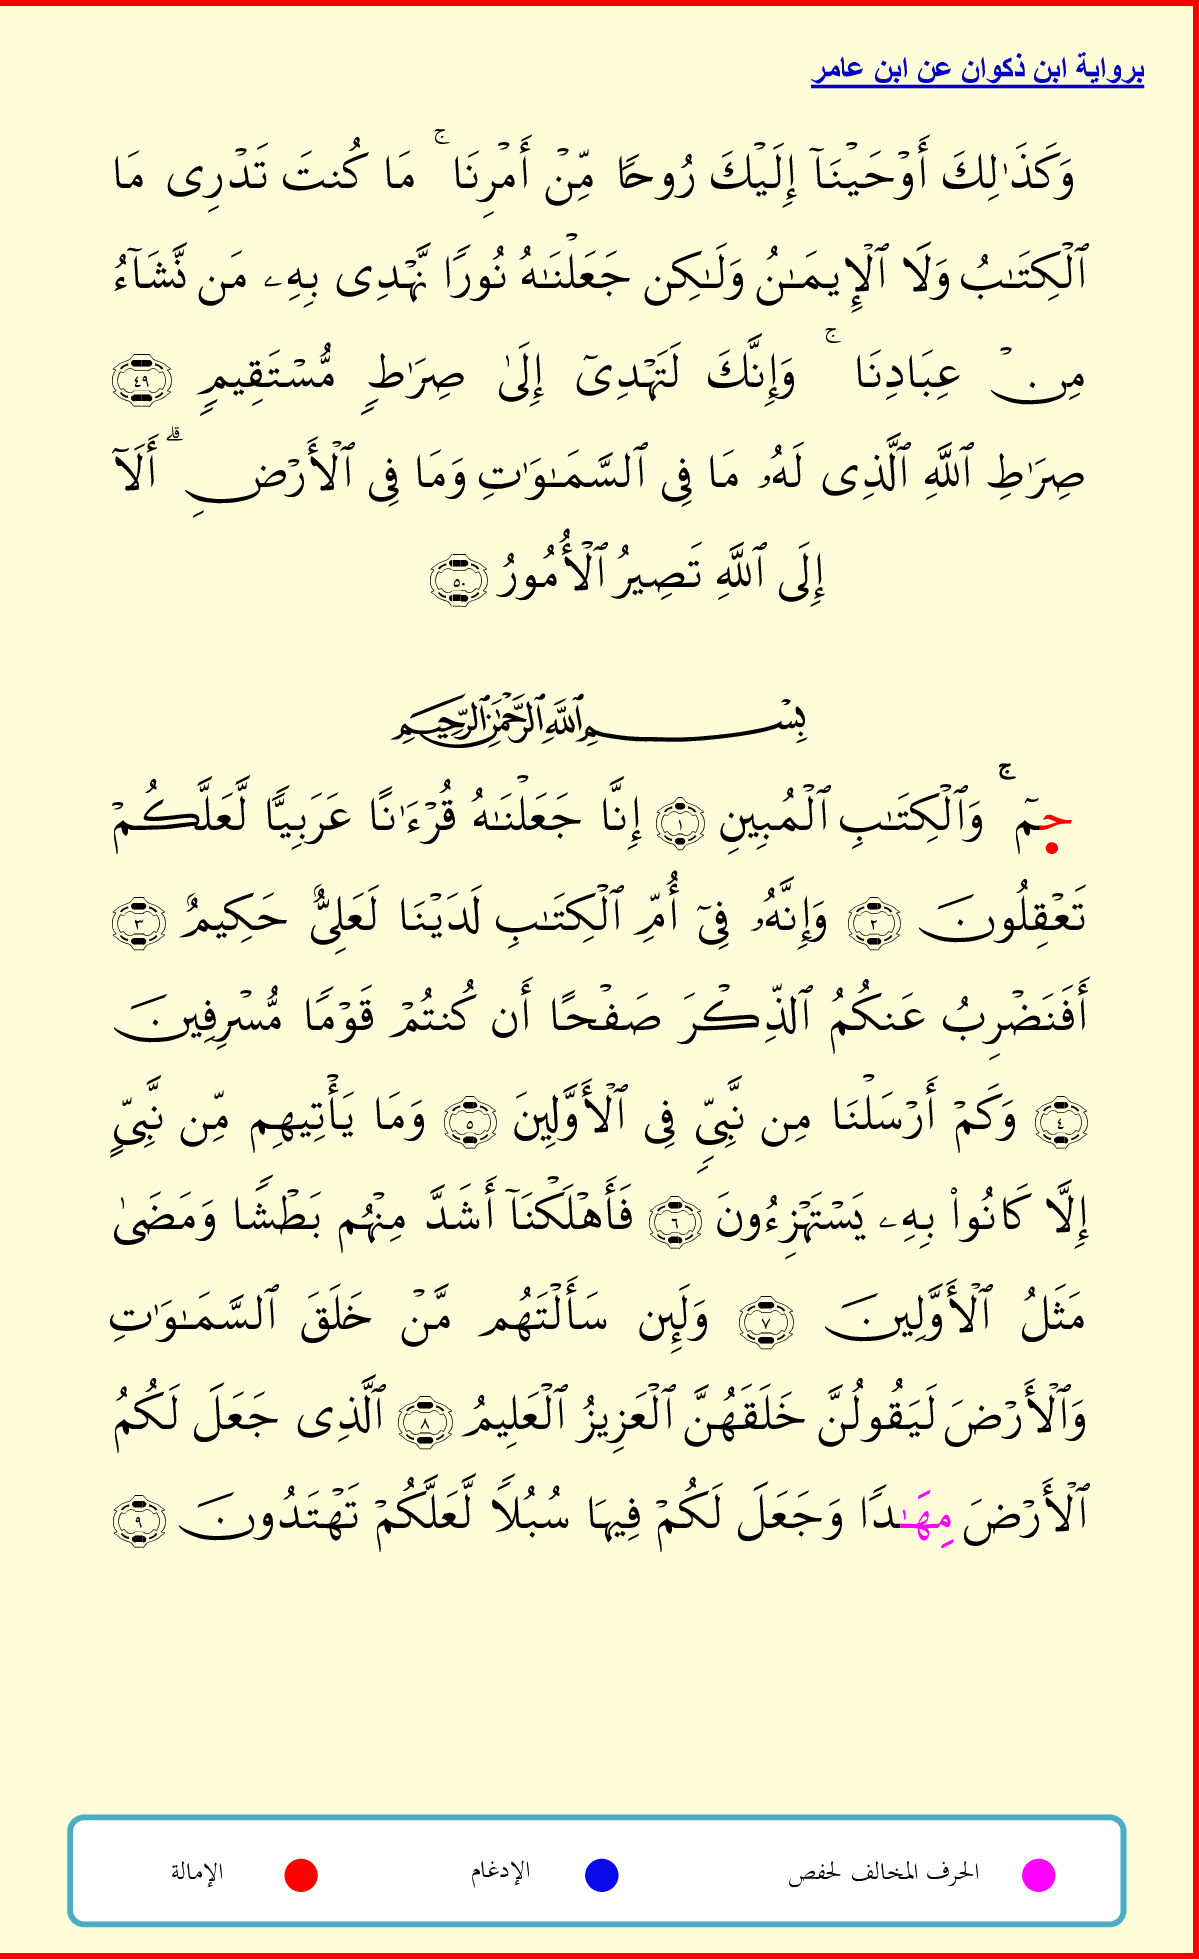 برواية ابن ذكوان عن ابن عامر
وَكَذَٰلِكَ أَوۡحَيۡنَآ إِلَيۡكَ رُوحٗا مِّنۡ أَمۡرِنَاۚ مَا كُنتَ تَدۡرِي مَا
ٱلۡكِتَٰبُ وَلَا ٱلۡإِيمَٰنُ وَلَٰكِن جَعَلۡنَٰهُ نُورٗا نَّهۡدِي بِهِۦ مَن نَّشَآءُ
مِنۡ عِبَادِنَاۚ وَإِنَّكَ لَتَهۡدِيٓ إِلَىٰ صِرَٰطٖ مُّسۡتَقِيمٖ ٤٩
صِرَٰطِ ٱللَّهِ ٱلَّذِي لَهُۥ مَا فِي ٱلسَّمَٰوَٰتِ وَمَا فِي ٱلۡأَرۡضِۗ أَلَآ
إِلَى ٱللَّهِ تَصِيرُ ٱلۡأُمُورُ ٥٠
بِسۡمِ ٱللَّهِ ٱلرَّحۡمَٰنِ ٱلرَّحِيمِ
حمٓۚ وَٱلۡكِتَٰبِ ٱلۡمُبِينِ ١ إِنَّا جَعَلۡنَٰهُ قُرۡءَٰنًا عَرَبِيّٗا لَّعَلَّكُمۡ
تَعۡقِلُونَ ٢ وَإِنَّهُۥ فِيٓ أُمِّ ٱلۡكِتَٰبِ لَدَيۡنَا لَعَلِيٌّ حَكِيمٌ ٣
أَفَنَضۡرِبُ عَنكُمُ ٱلذِّكۡرَ صَفۡحًا أَن كُنتُمۡ قَوۡمٗا مُّسۡرِفِينَ
٤ وَكَمۡ أَرۡسَلۡنَا مِن نَّبِيّٖ فِي ٱلۡأَوَّلِينَ ٥ وَمَا يَأۡتِيهِم مِّن نَّبِيٍّ
إِلَّا كَانُواْ بِهِۦ يَسۡتَهۡزِءُونَ ٦ فَأَهۡلَكۡنَآ أَشَدَّ مِنۡهُم بَطۡشٗا وَمَضَىٰ
مَثَلُ ٱلۡأَوَّلِينَ ٧ وَلَئِن سَأَلۡتَهُم مَّنۡ خَلَقَ ٱلسَّمَٰوَٰتِ
وَٱلۡأَرۡضَ لَيَقُولُنَّ خَلَقَهُنَّ ٱلۡعَزِيزُ ٱلۡعَلِيمُ ٨ ٱلَّذِي جَعَلَ لَكُمُ
ٱلۡأَرۡضَ مِهَٰدٗا وَجَعَلَ لَكُمۡ فِيهَا سُبُلٗا لَّعَلَّكُمۡ تَهۡتَدُونَ ٩
الحرف المخالف لحفص الإدغام الإمالة